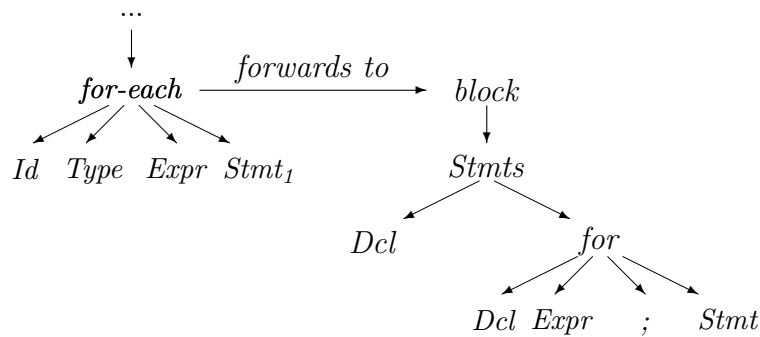 ...
forwards to
for-each
block
Id Type Expr Stmt₁
Stmts
Dcl
for
Dcl Expr ; Stmt